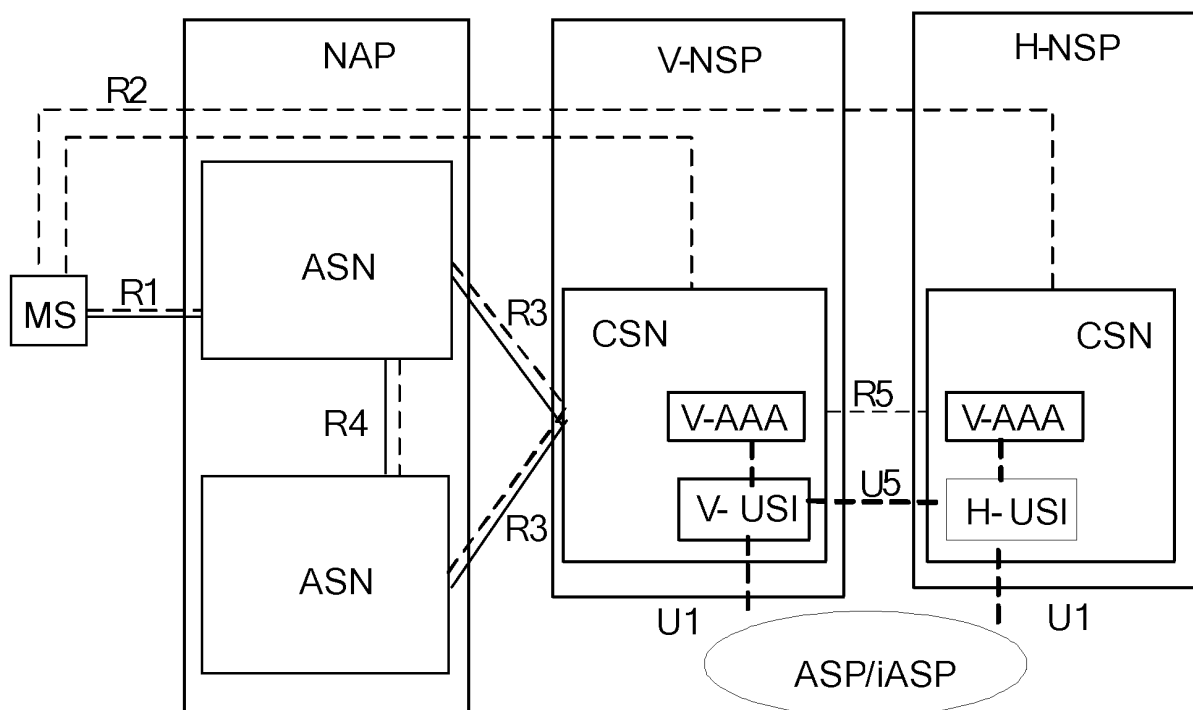 NAP
V-NSP
H-NSP
R2
ASN
MS
R1
R3
CSN
CSN
V-AAA
R5
V-AAA
R4
V- USI
U5
H- USI
R3
ASN
U1
U1
ASP/iASP